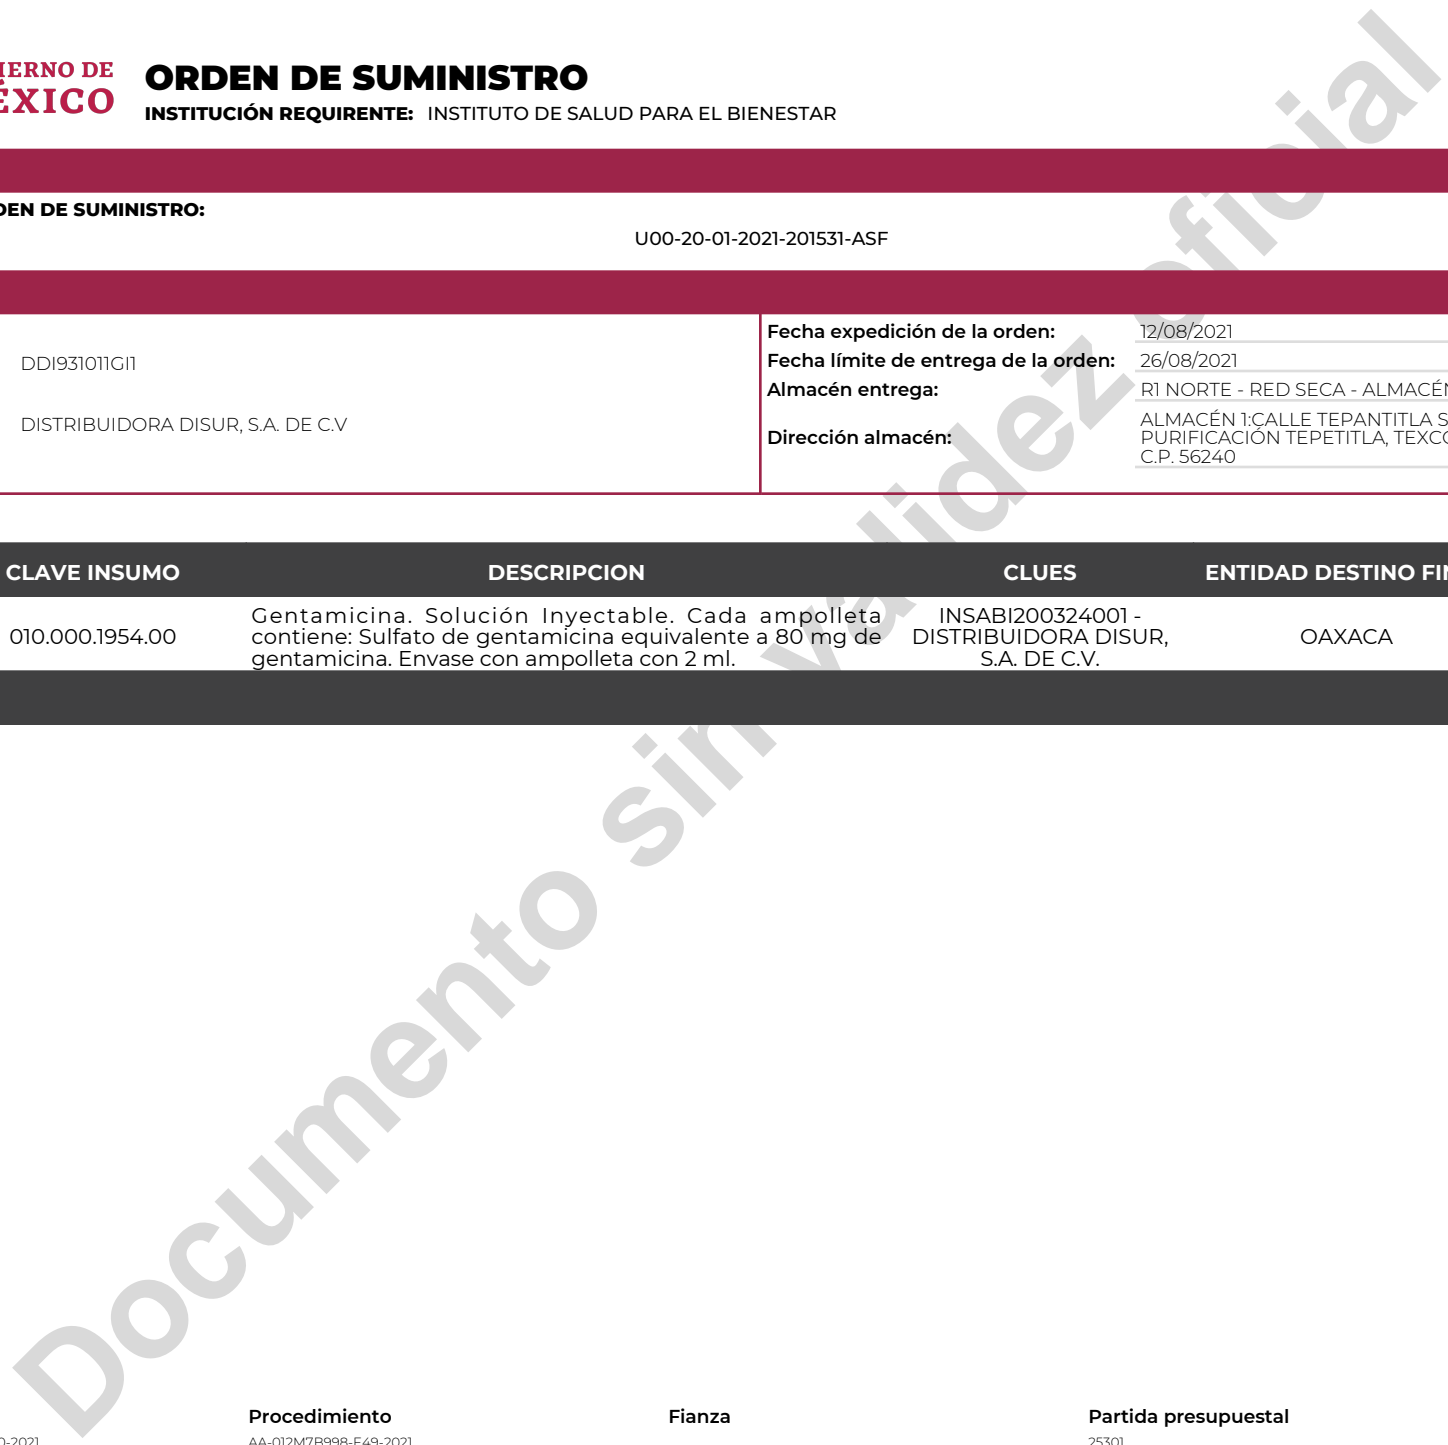 IERNO DE
ÉXICO
ORDEN DE SUMINISTRO
INSTITUCIÓN REQUIRENTE: INSTITUTO DE SALUD PARA EL BIENESTAR
DEN DE SUMINISTRO:
U00-20-01-2021-201531-ASF
DDI931011GI1
DISTRIBUIDORA DISUR, S.A. DE C.V
Fecha expedición de la orden: 12/08/2021
Fecha límite de entrega de la orden: 26/08/2021
Almacén entrega: R1 NORTE - RED SECA - ALMACÉN
Dirección almacén:
ALMACÉN 1:CALLE TEPANTITLA S
PURIFICACIÓN TEPETITLA, TEXCO
C.P. 56240
CLAVE INSUMO DESCRIPCION CLUES ENTIDAD DESTINO FIN
010.000.1954.00
Gentamicina. Solución Inyectable. Cada ampolleta
contiene: Sulfato de gentamicina equivalente a 80 mg de
gentamicina. Envase con ampolleta con 2 ml.
INSABI200324001 -
DISTRIBUIDORA DISUR,
S.A. DE C.V.
OAXACA
Documento sin validez oficial
Procedimiento Fianza Partida presupuestal
0-2021 AA-012M7B998-E49-2021 25301